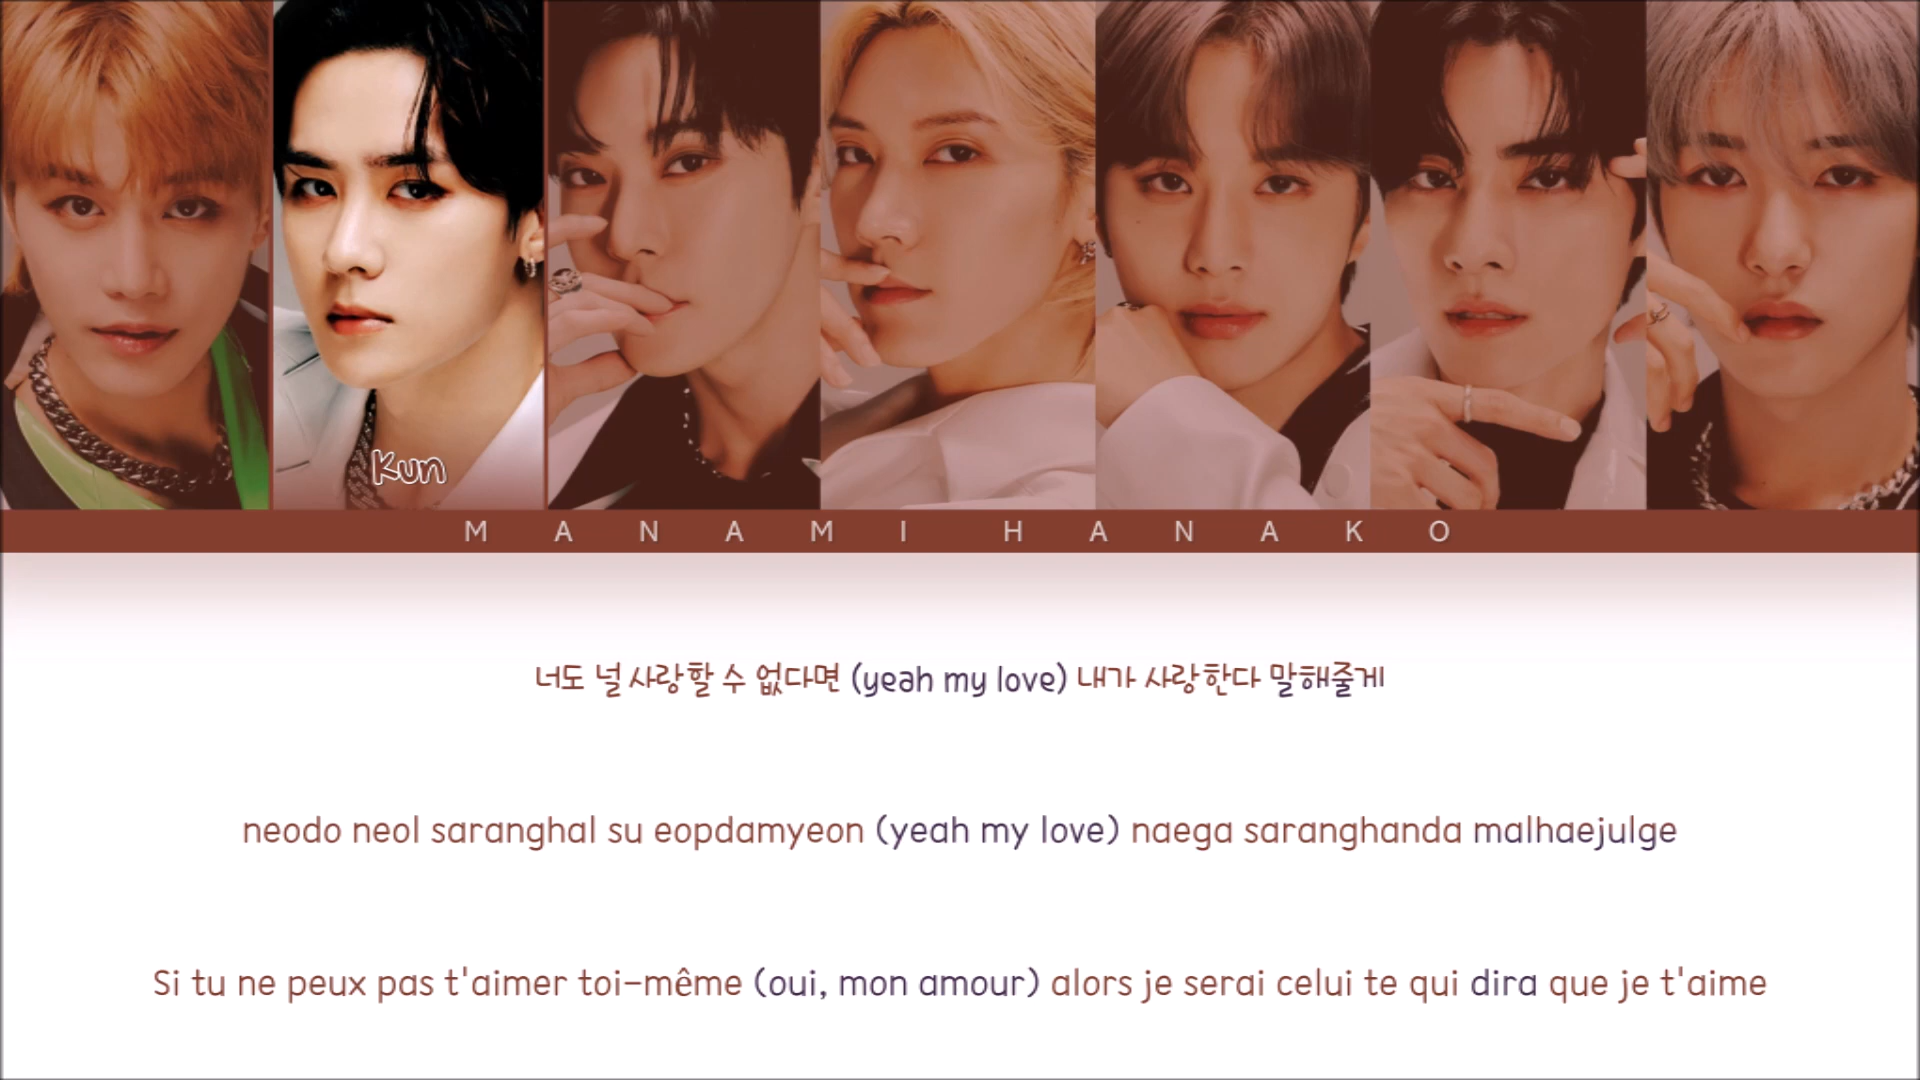 Kun
MANAMI HANAKO
너도 널 사랑할 수 없다면 (yeah my love) 내가 사랑한다 말해줄게
neodo neol saranghal su eopdamyeon (yeah my love) naega saranghanda malhaejulge
Si tu ne peux pas t'aimer toi-même (oui, mon amour) alors je serai celui te qui dira que je t'aime